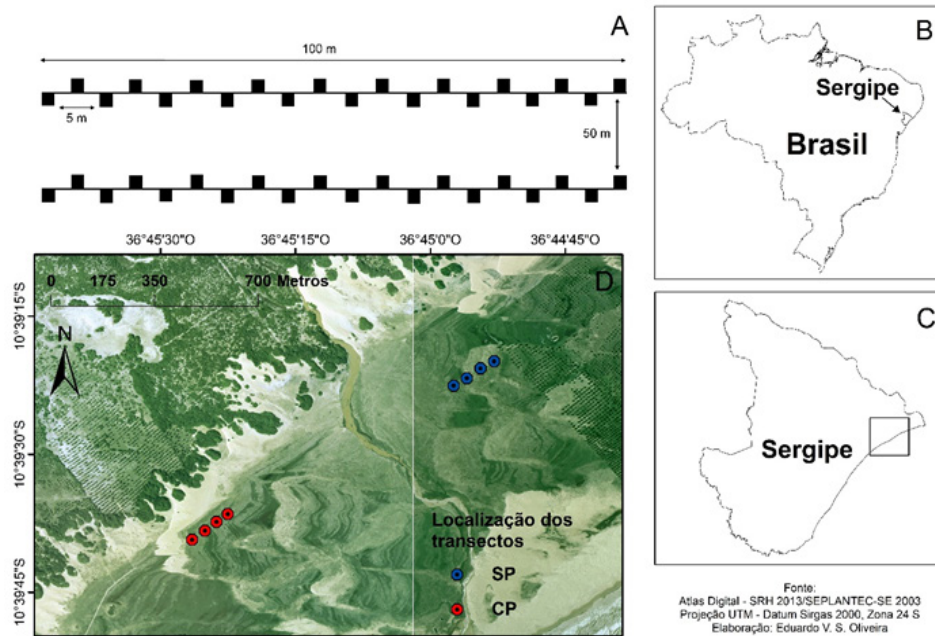 A
100 m
5 m
50 m
B
Sergipe
Brasil
36°45'30"O 36°45'15"O 36°45'0"O 36°44'45"O
0 175 350 700 Metros
D
N
10°39'15"S
10°39'30"S
10°39'45"S
Localização dos
transectos
SP
CP
C
Sergipe
Fonte:
Atlas Digital - SRH 2013/SEPLANTEC-SE 2003
Projeção UTM - Datum Sirgas 2000, Zona 24 S
Elaboração: Eduardo V. S. Oliveira